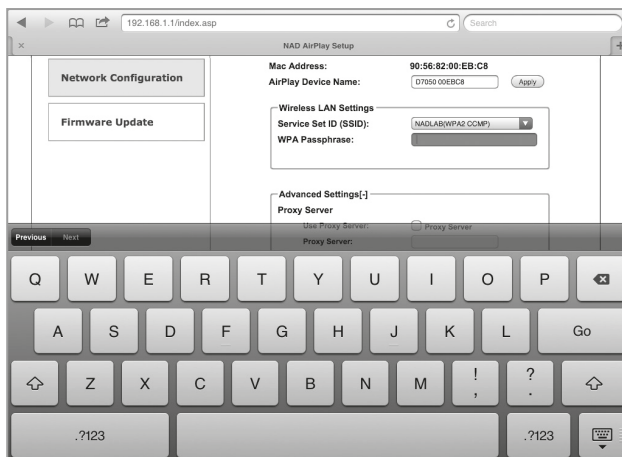 192.168.1.1/index.asp
Search
NAD AirPlay Setup
Network Configuration
Firmware Update
Mac Address: 90:56:82:00:EB:C8
AirPlay Device Name: D7050 00EBC8 Apply
Wireless LAN Settings
Service Set ID (SSID): NADLAB(WPA2 CCMP)
WPA Passphrase:
Advanced Settings[-]
Proxy Server
Use Proxy Server: Proxy Server
Proxy Server:
Previous Next
Q W E R T Y U I O P
A S D F G H J K L Go
Z X C V B N M ! , ? .
.?123 .?123